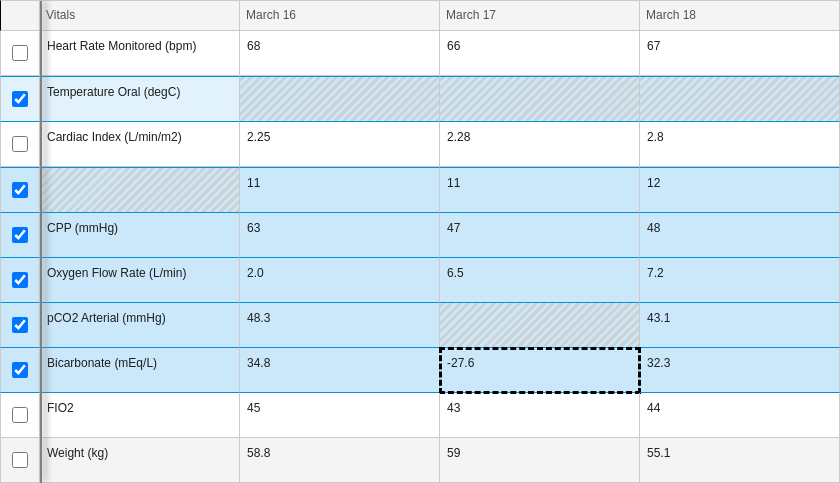 Vitals March 16 March 17 March 18
Heart Rate Monitored (bpm) 68 66 67
Temperature Oral (degC)
Cardiac Index (L/min/m2) 2.25 2.28 2.8
11 11 12
CPP (mmHg) 63 47 48
Oxygen Flow Rate (L/min) 2.0 6.5 7.2
pCO2 Arterial (mmHg) 48.3 43.1
Bicarbonate (mEq/L) 34.8 -27.6 32.3
FIO2 45 43 44
Weight (kg) 58.8 59 55.1